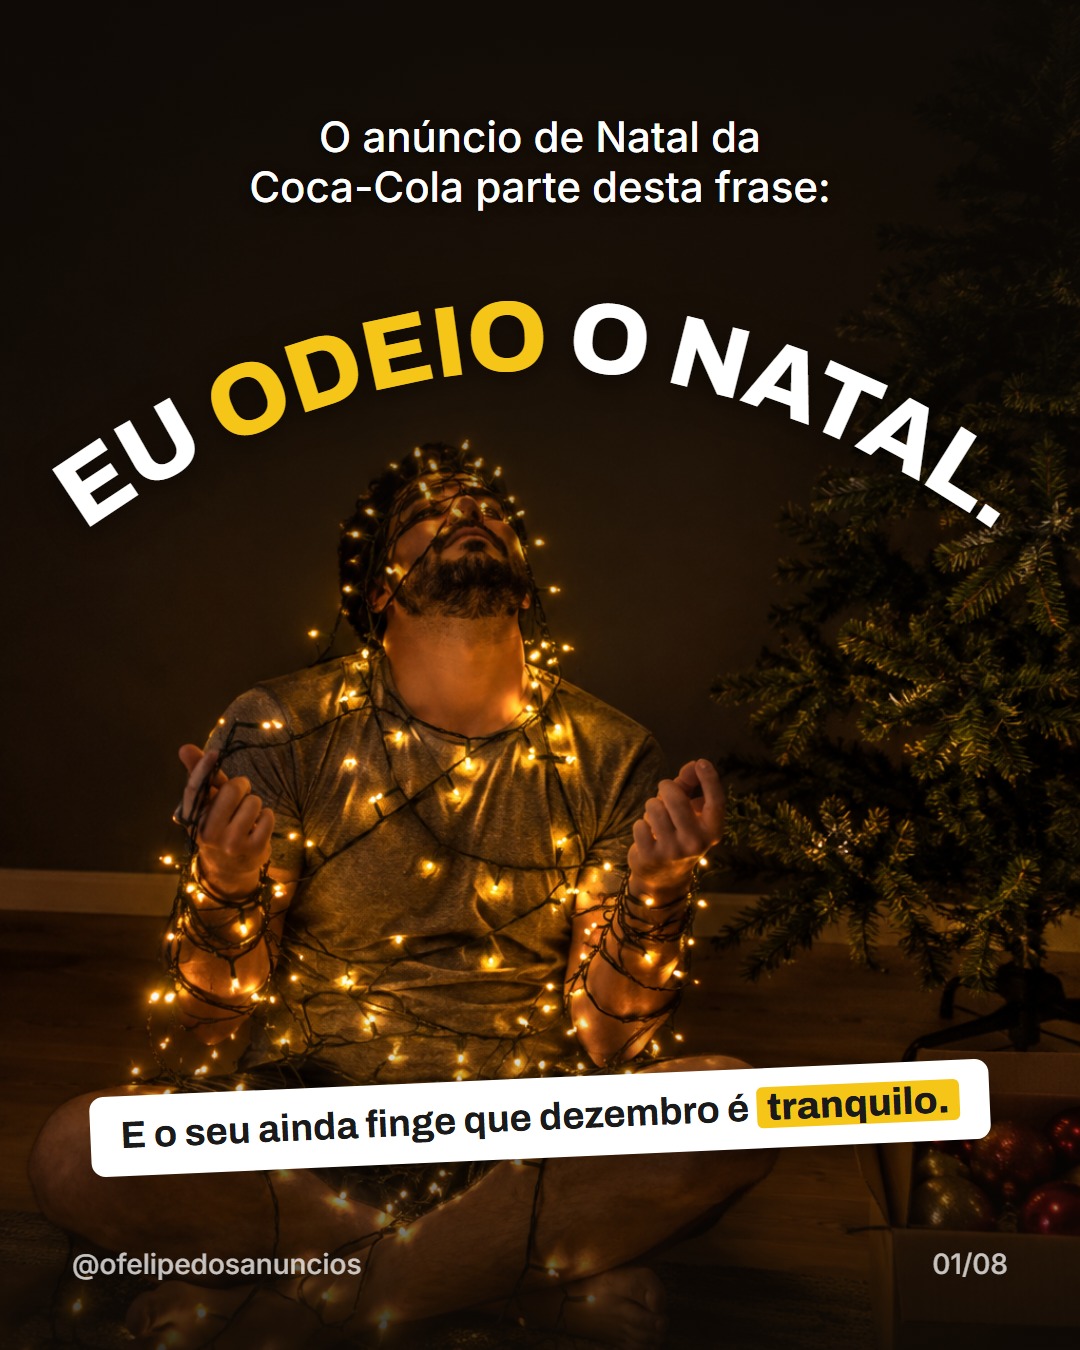 O anúncio de Natal da
Coca-Cola parte desta frase:
EU ODEIO O NATAL.
E o seu ainda finge que dezembro é tranquilo.
@ofelipedosanuncios
01/08